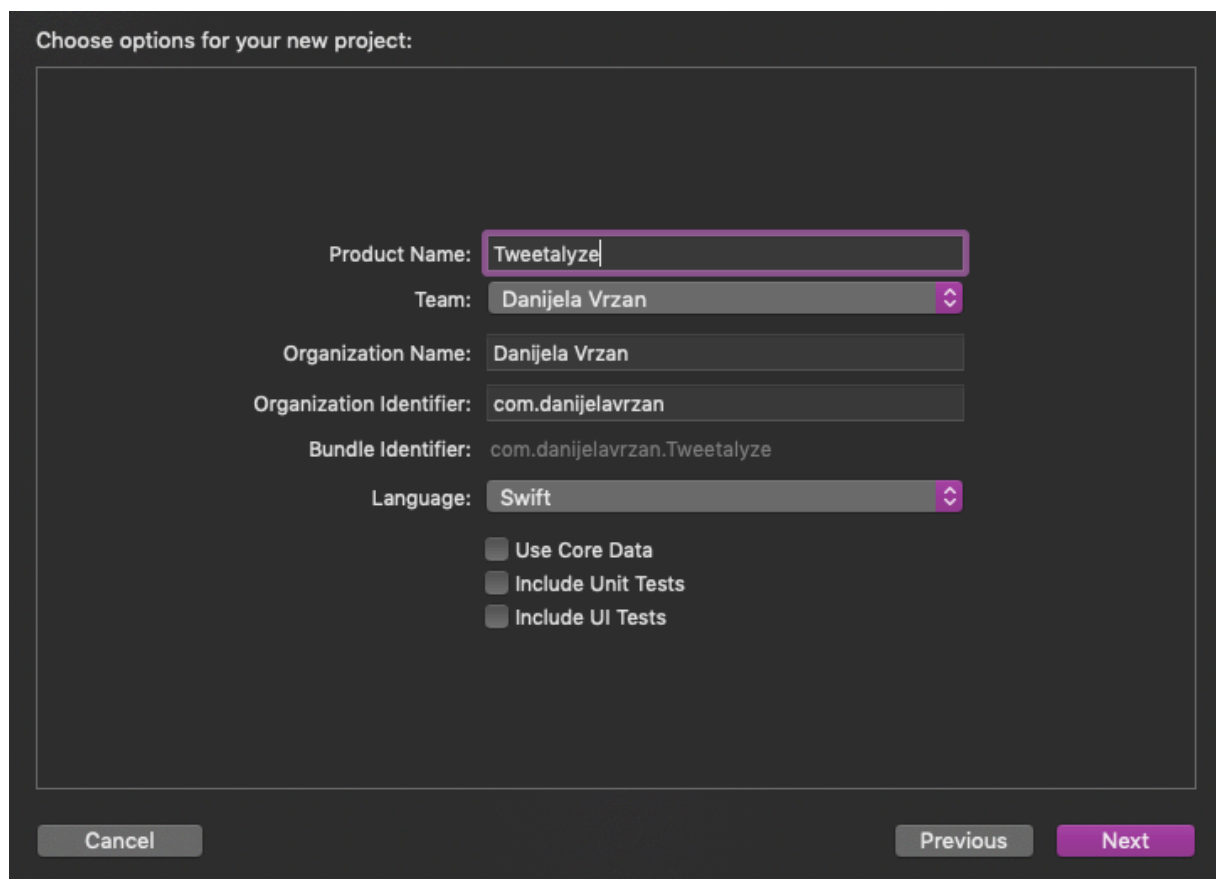 Choose options for your new project:
Product Name: Tweetalyze
Team: Danijela Vrzan
Organization Name: Danijela Vrzan
Organization Identifier: com.danijelavrzan
Bundle Identifier: com.danijelavrzan.Tweetalyze
Language: Swift
Use Core Data
Include Unit Tests
Include UI Tests
Cancel Previous Next